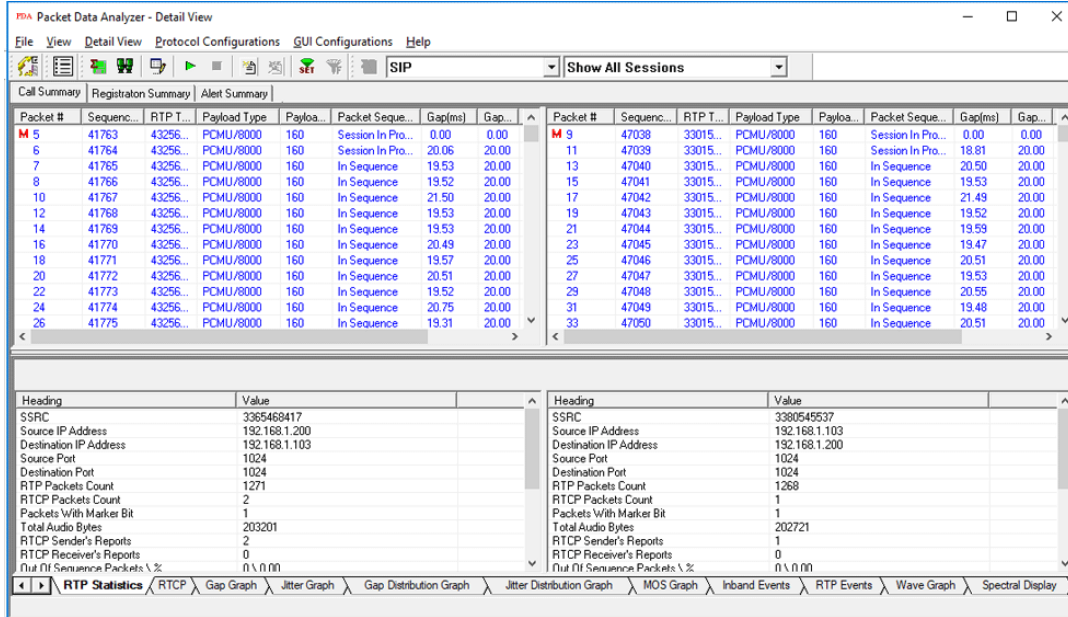 PDA Packet Data Analyzer - Detail View
File View Detail View Protocol Configurations GUI Configurations Help
SET SIP Show All Sessions
Call Summary Registraton Summary Alert Summary
Packet # Sequenc... RTP T... Payload Type Payloa... Packet Seque... Gap(ms) Gap... Packet # Sequenc... RTP T... Payload Type Payloa... Packet Seque... Gap(ms) Gap...
M 5 41763 43256... PCMU/8000 160 Session In Pro... 0.00 0.00 M 9 47038 33015... PCMU/8000 160 Session In Pro... 0.00 0.00
6 41764 43256... PCMU/8000 160 Session In Pro... 20.06 20.00 11 47039 33015... PCMU/8000 160 Session In Pro... 18.81 20.00
7 41765 43256... PCMU/8000 160 In Sequence 19.53 20.00 13 47040 33015... PCMU/8000 160 In Sequence 20.50 20.00
8 41766 43256... PCMU/8000 160 In Sequence 19.52 20.00 15 47041 33015... PCMU/8000 160 In Sequence 19.53 20.00
10 41767 43256... PCMU/8000 160 In Sequence 21.50 20.00 17 47042 33015... PCMU/8000 160 In Sequence 21.49 20.00
12 41768 43256... PCMU/8000 160 In Sequence 19.53 20.00 19 47043 33015... PCMU/8000 160 In Sequence 19.52 20.00
14 41769 43256... PCMU/8000 160 In Sequence 19.53 20.00 21 47044 33015... PCMU/8000 160 In Sequence 19.59 20.00
16 41770 43256... PCMU/8000 160 In Sequence 20.49 20.00 23 47045 33015... PCMU/8000 160 In Sequence 19.47 20.00
18 41771 43256... PCMU/8000 160 In Sequence 19.57 20.00 25 47046 33015... PCMU/8000 160 In Sequence 20.51 20.00
20 41772 43256... PCMU/8000 160 In Sequence 20.51 20.00 27 47047 33015... PCMU/8000 160 In Sequence 19.53 20.00
22 41773 43256... PCMU/8000 160 In Sequence 19.52 20.00 29 47048 33015... PCMU/8000 160 In Sequence 20.55 20.00
24 41774 43256... PCMU/8000 160 In Sequence 20.75 20.00 31 47049 33015... PCMU/8000 160 In Sequence 19.48 20.00
26 41775 43256... PCMU/8000 160 In Sequence 19.31 20.00 33 47050 33015... PCMU/8000 160 In Sequence 20.51 20.00
Heading Value Heading Value
SSRC 3365468417 SSRC 3380545537
Source IP Address 192.168.1.200 Source IP Address 192.168.1.103
Destination IP Address 192.168.1.103 Destination IP Address 192.168.1.200
Source Port 1024 Source Port 1024
Destination Port 1024 Destination Port 1024
RTP Packets Count 1271 RTP Packets Count 1268
RTCP Packets Count 2 RTCP Packets Count 1
Packets With Marker Bit 1 Packets With Marker Bit 1
Total Audio Bytes 203201 Total Audio Bytes 202721
RTCP Sender's Reports 2 RTCP Sender's Reports 1
RTCP Receiver's Reports 0 RTCP Receiver's Reports 0
Out Of Sequence Packets \ % 0 \ 0.00 Out Of Sequence Packets \ % 0 \ 0.00
RTP Statistics RTCP Gap Graph Jitter Graph Gap Distribution Graph Jitter Distribution Graph MOS Graph Inband Events RTP Events Wave Graph Spectral Display